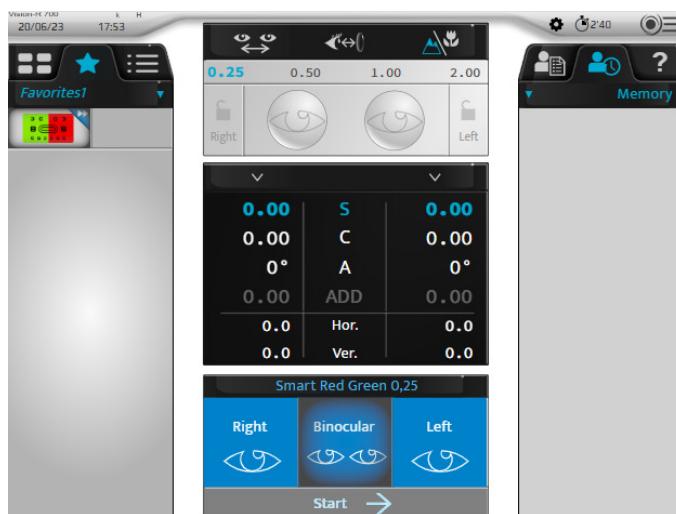 Vision-R 700
20/06/23 17:53
2'40
Favorites1
0.25 0.50 1.00 2.00
Right Left
Memory
0.00 S 0.00
0.00 C 0.00
0° A 0°
0.00 ADD 0.00
0.0 Hor. 0.0
0.0 Ver. 0.0
Smart Red Green 0,25
Right Binocular Left
Start
?